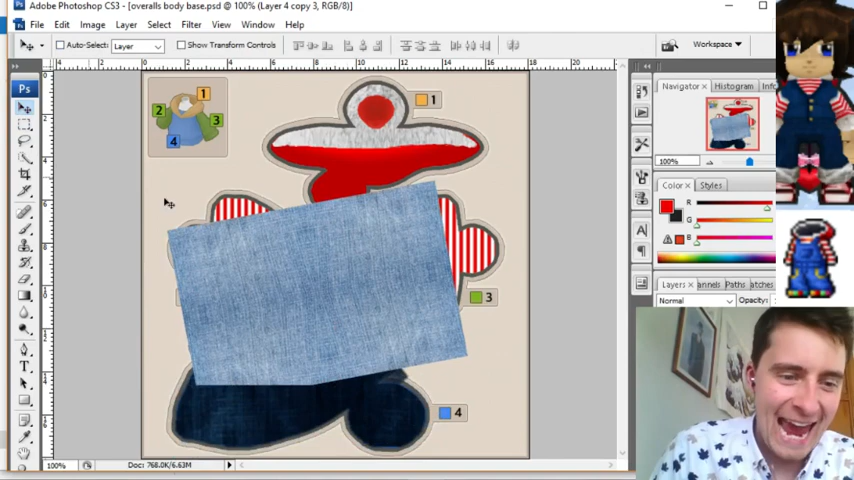 Adobe Photoshop CS3 - [overalls body base.psd @ 100% (Layer 4 copy 3, RGB/8)]
File Edit Image Layer Select Filter View Window Help
Auto-Select: Layer Show Transform Controls Workspace
Ps
Navigator Histogram Info
100%
Color Styles
R
G
B
Layers Paths
Normal Opacity:
1
2
3
4
1
3
4
100% Doc: 768.0K/6.63M